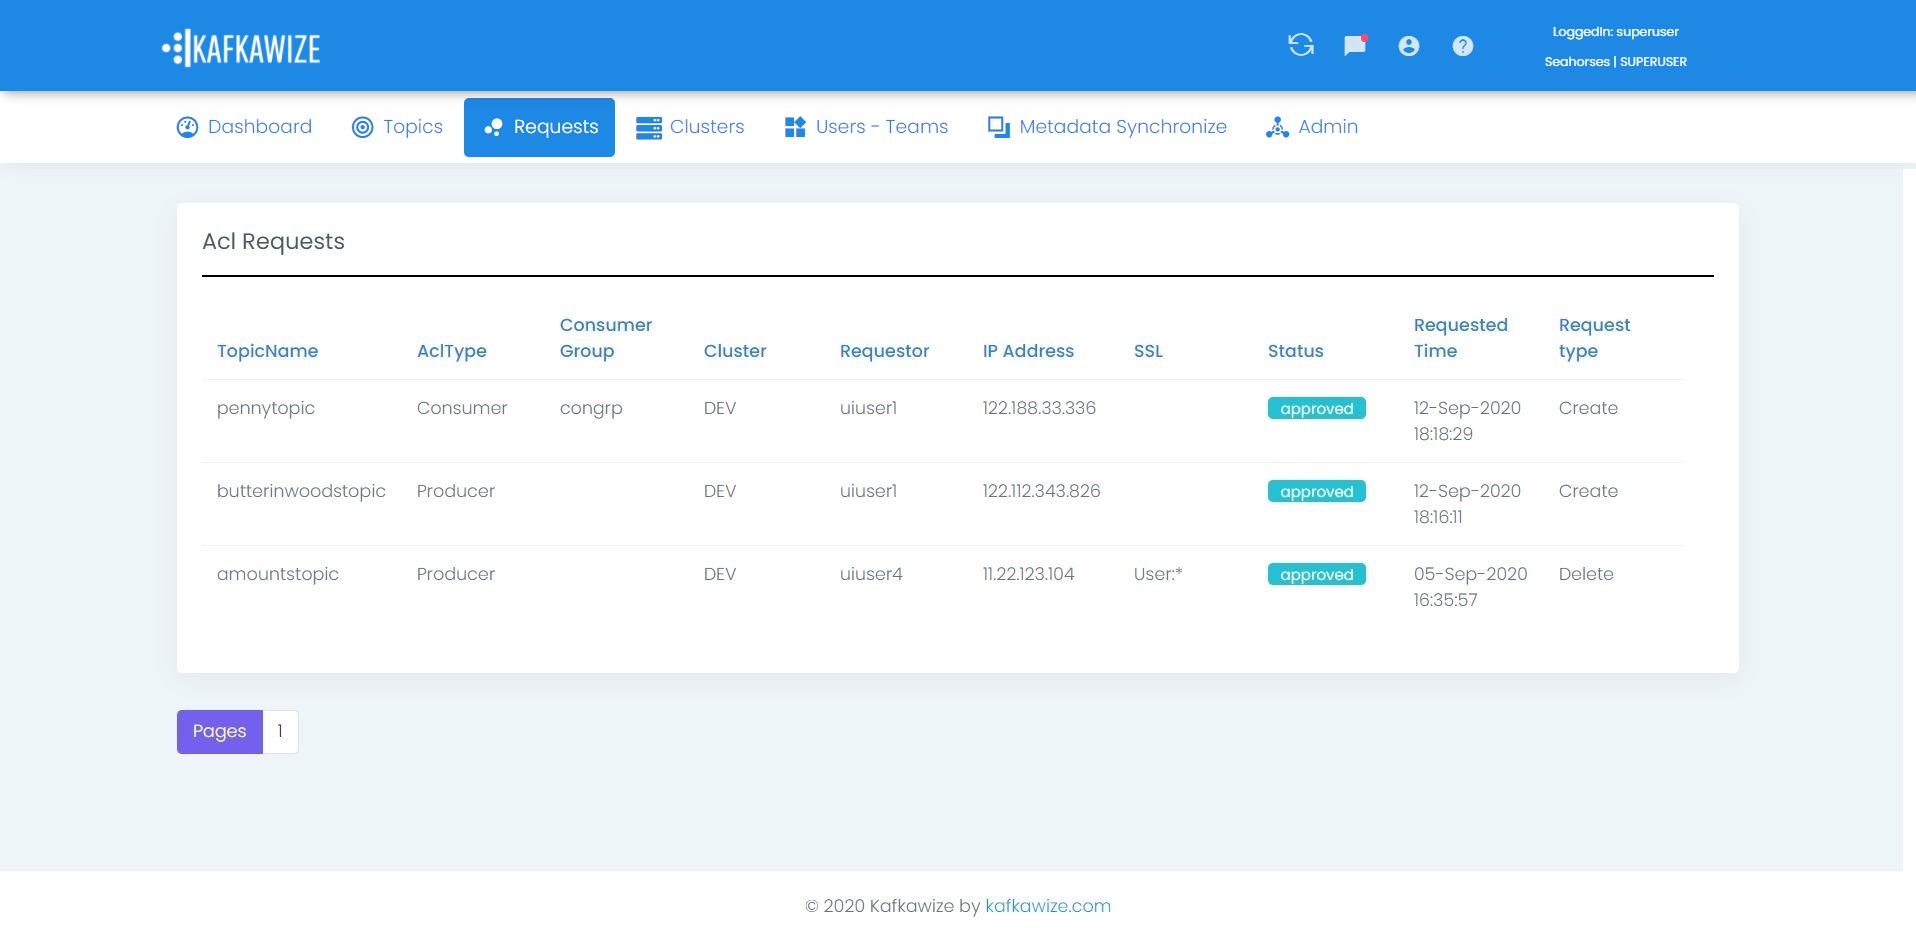 KAFKAWIZE
LoggedIn: superuser
Seahorses | SUPERUSER
Dashboard Topics Requests Clusters Users - Teams Metadata Synchronize Admin
Acl Requests
TopicName AclType Consumer Group Cluster Requestor IP Address SSL Status Requested Time Request type
pennytopic Consumer congrp DEV uiuser1 122.188.33.336 approved 12-Sep-2020 18:18:29 Create
butterinwoodstopic Producer DEV uiuser1 122.112.343.826 approved 12-Sep-2020 18:16:11 Create
amountstopic Producer DEV uiuser4 11.22.123.104 User:* approved 05-Sep-2020 16:35:57 Delete
Pages 1
© 2020 Kafkawize by kafkawize.com